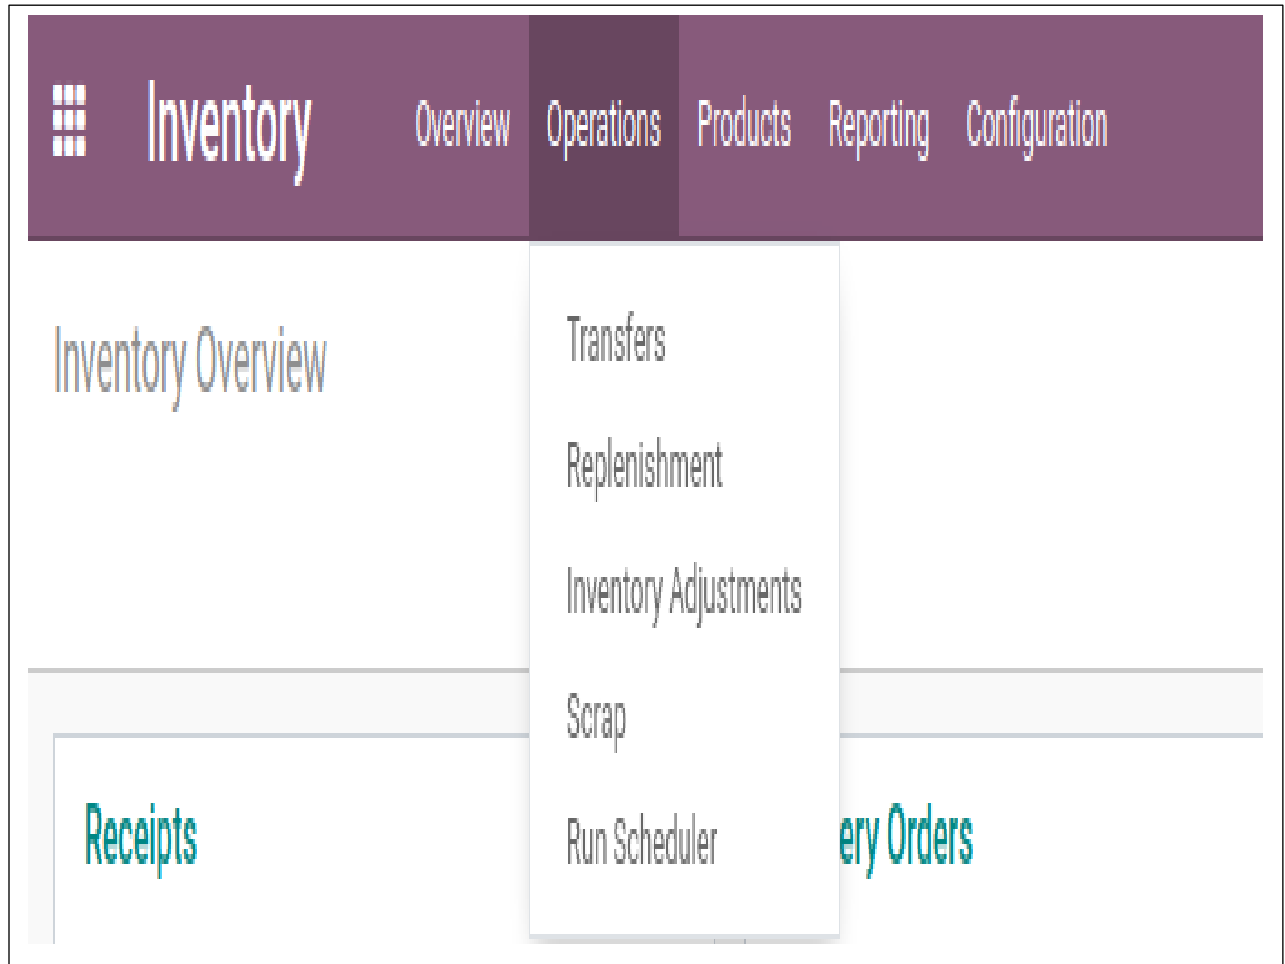 Inventory Overview Operations Products Reporting Configuration
Inventory Overview
Transfers
Replenishment
Inventory Adjustments
Scrap
Run Scheduler
Receipts
ery Orders